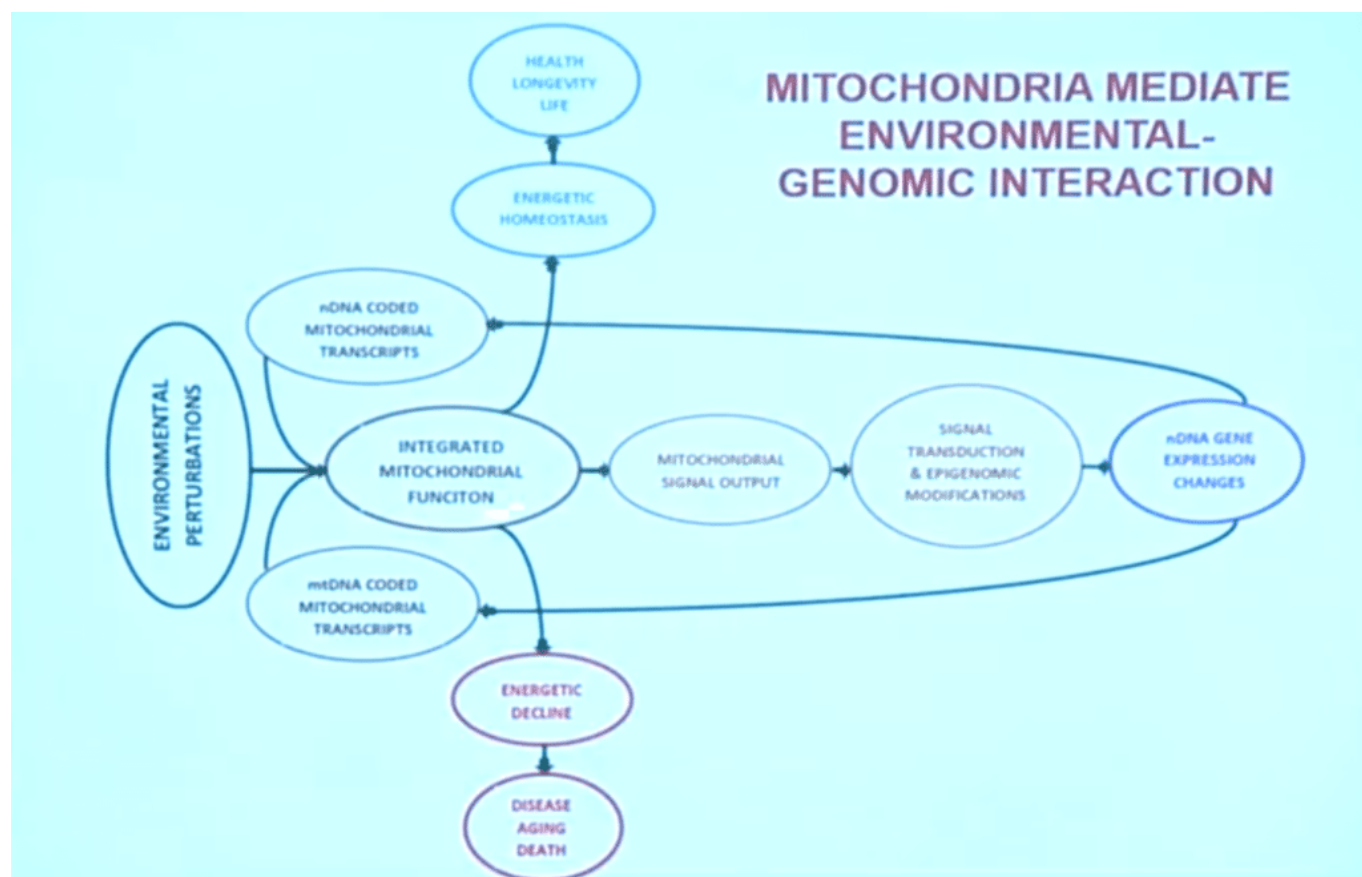 MITOCHONDRIA MEDIATE
ENVIRONMENTAL-
GENOMIC INTERACTION
HEALTH
LONGEVITY
LIFE
ENERGETIC
HOMEOSTASIS
nDNA CODED
MITOCHONDRIAL
TRANSCRIPTS
ENVIRONMENTAL
PERTURBATIONS
INTEGRATED
MITOCHONDRIAL
FUNCITON
MITOCHONDRIAL
SIGNAL OUTPUT
SIGNAL
TRANSDUCTION
& EPIGENOMIC
MODIFICATIONS
nDNA GENE
EXPRESSION
CHANGES
mtDNA CODED
MITOCHONDRIAL
TRANSCRIPTS
ENERGETIC
DECLINE
DISEASE
AGING
DEATH